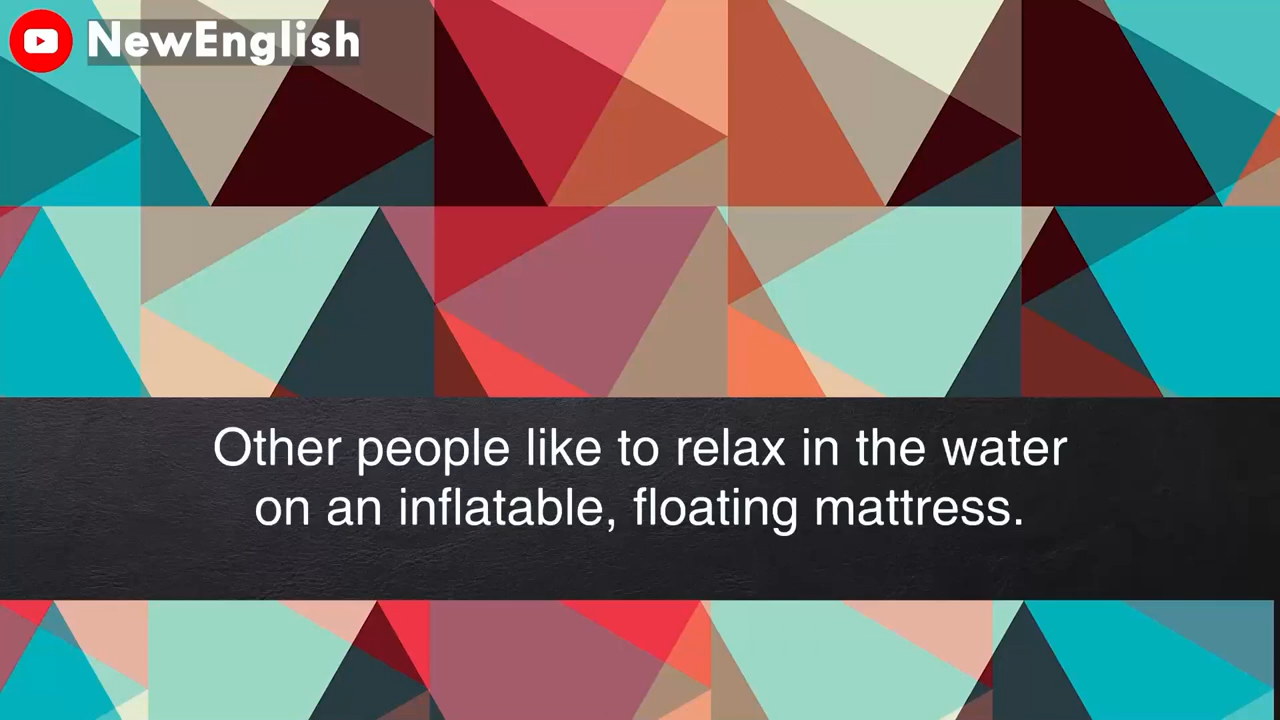 NewEnglish
Other people like to relax in the water
on an inflatable, floating mattress.